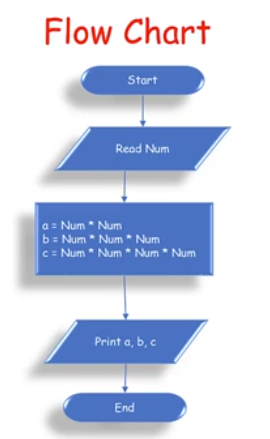 Flow Chart
Start
Read Num
a = Num * Num
b = Num * Num * Num
c = Num * Num * Num * Num
Print a, b, c
End